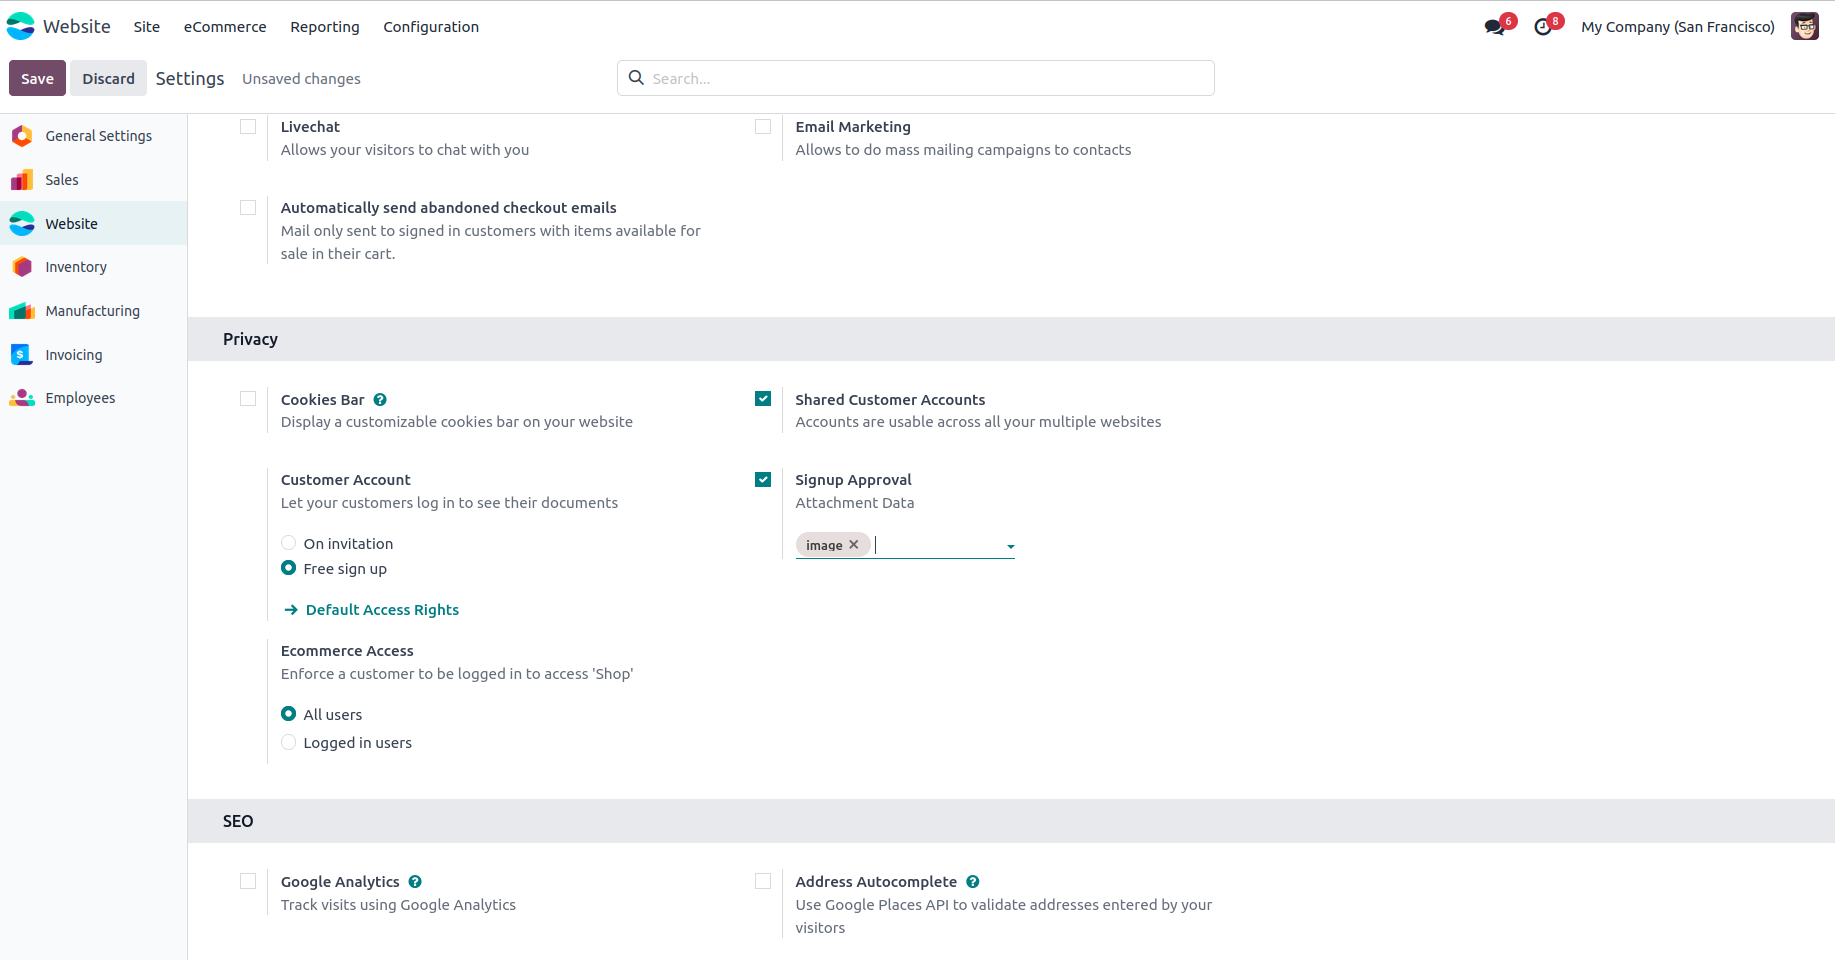 Website Site eCommerce Reporting Configuration 6 8 My Company (San Francisco)
Save Discard Settings Unsaved changes Search...
General Settings
Sales
Website
Inventory
Manufacturing
Invoicing
Employees
Livechat
Allows your visitors to chat with you
Email Marketing
Allows to do mass mailing campaigns to contacts
Automatically send abandoned checkout emails
Mail only sent to signed in customers with items available for
sale in their cart.
Privacy
Cookies Bar ?
Display a customizable cookies bar on your website
Shared Customer Accounts
Accounts are usable across all your multiple websites
Customer Account
Let your customers log in to see their documents
On invitation
Free sign up
Default Access Rights
Signup Approval
Attachment Data
image
Ecommerce Access
Enforce a customer to be logged in to access 'Shop'
All users
Logged in users
SEO
Google Analytics ?
Track visits using Google Analytics
Address Autocomplete ?
Use Google Places API to validate addresses entered by your
visitors